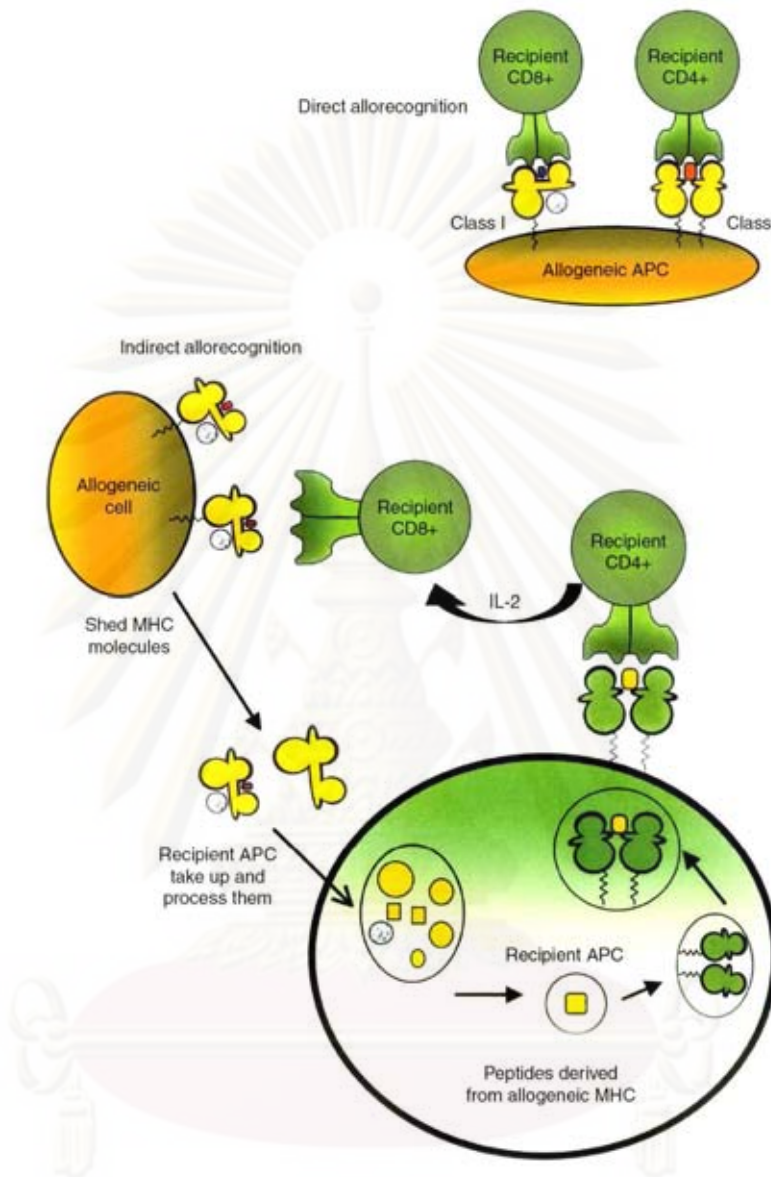 Recipient
CD8+
Recipient
CD4+
Direct allorecognition
Class I
Class
Allogeneic APC
Indirect allorecognition
Allogeneic
cell
Recipient
CD8+
Recipient
CD4+
IL-2
Shed MHC
molecules
Recipient APC
take up and
process them
Recipient APC
Peptides derived
from allogeneic MHC